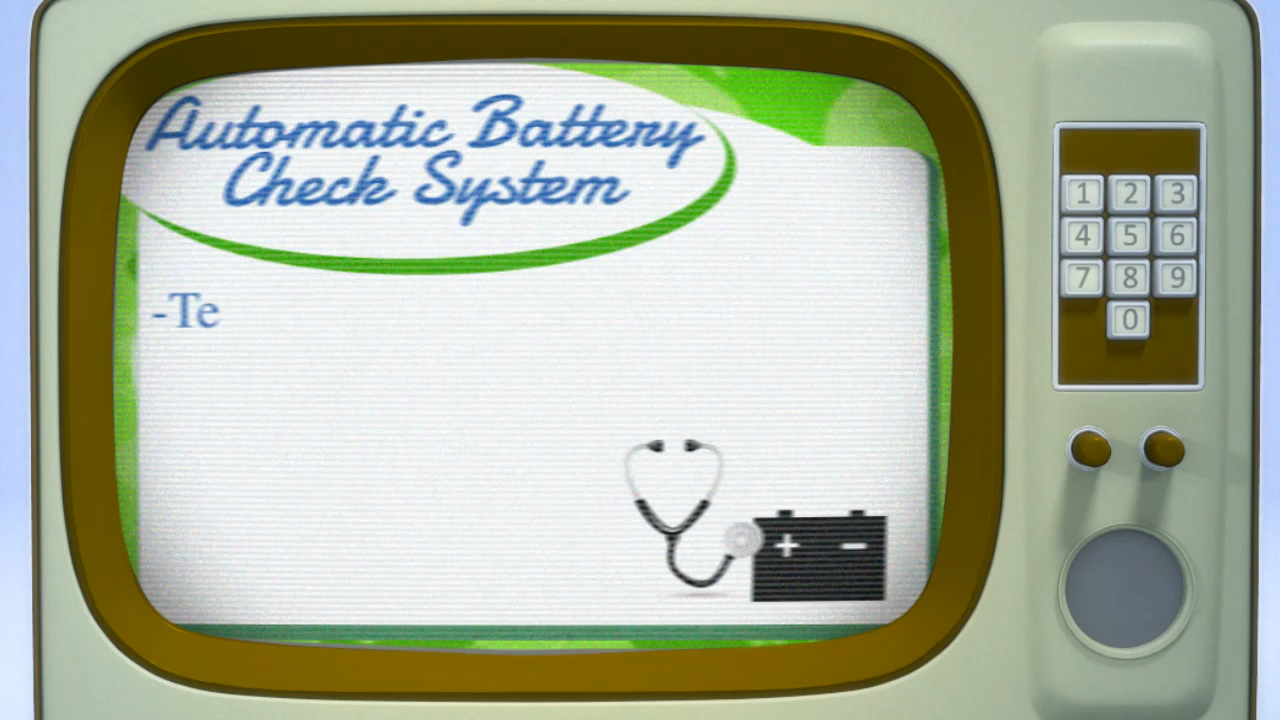 Automatic Battery
Check System
-Te
1 2 3
4 5 6
7 8 9
0
+ -